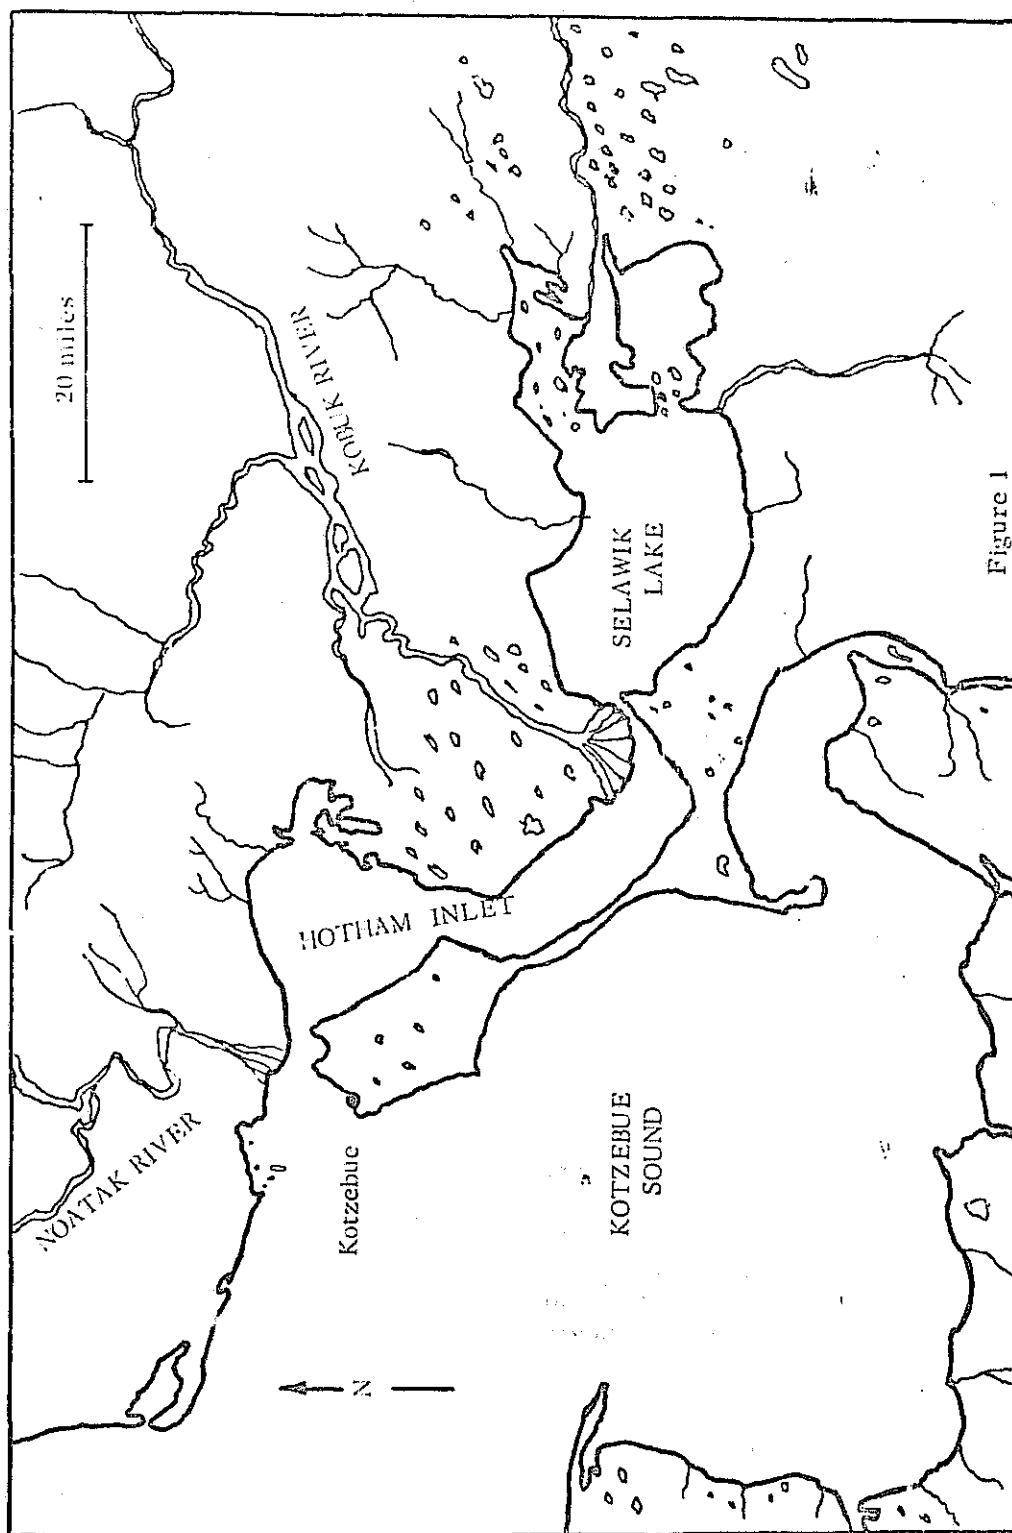 20 miles
NOATAK RIVER
KOBUK RIVER
HOTHAM INLET
Kotzebue
SELAWIK
LAKE
KOTZEBUE
SOUND
N
Figure 1